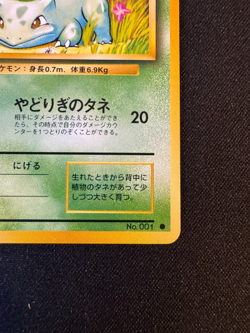 ケモン：身長0.7m、体重6.9Kg
やどりぎのタネ
20
相手にダメージをあたえることができ
たら、その時点で自分のダメージカウ
ンターを1つとりのぞくことができる。
にげる
生れたときから背中に
植物のタネがあって少
しづつ大きく育つ。
No. 001 ●